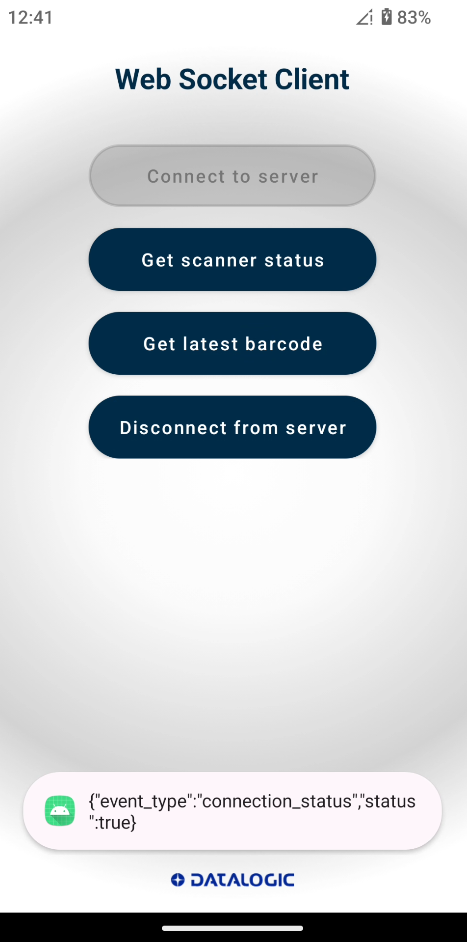 12:41
83%
Web Socket Client
Connect to server
Get scanner status
Get latest barcode
Disconnect from server
{"event_type":"connection_status","status
":true}
DATALOGIC